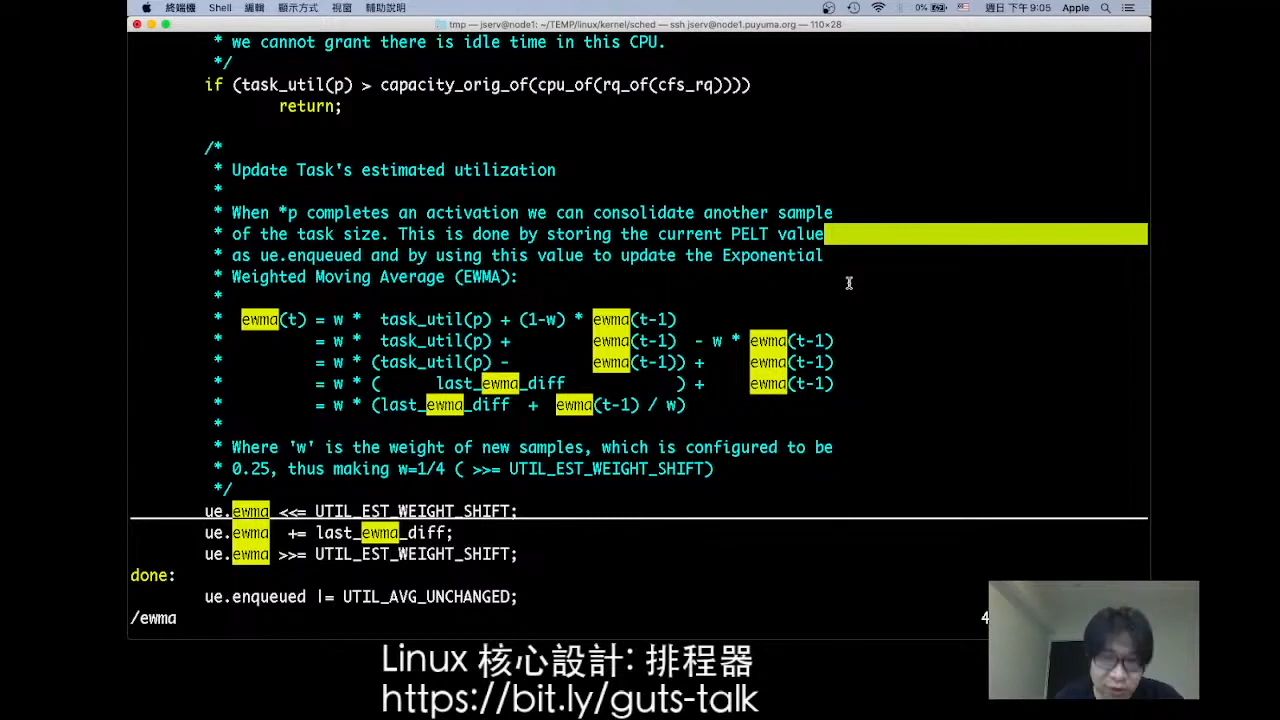 終端機 Shell 編輯 顯示方式 視窗 輔助說明 0% 週日 下午 9:05 Apple
tmp — jserv@node1: ~/TEMP/linux/kernel/sched — ssh jserv@node1.puyuma.org — 110×28
* we cannot grant there is idle time in this CPU.
*/
if (task_util(p) > capacity_orig_of(cpu_of(rq_of(cfs_rq))))
return;
/*
* Update Task's estimated utilization
*
* When *p completes an activation we can consolidate another sample
* of the task size. This is done by storing the current PELT value
* as ue.enqueued and by using this value to update the Exponential
* Weighted Moving Average (EWMA):
*
* ewma(t) = w * task_util(p) + (1-w) * ewma(t-1)
* = w * task_util(p) + ewma(t-1) - w * ewma(t-1)
* = w * (task_util(p) - ewma(t-1)) + ewma(t-1)
* = w * ( last_ewma_diff ) + ewma(t-1)
* = w * (last_ewma_diff + ewma(t-1) / w)
*
* Where 'w' is the weight of new samples, which is configured to be
* 0.25, thus making w=1/4 ( >>= UTIL_EST_WEIGHT_SHIFT)
*/
ue.ewma <<= UTIL_EST_WEIGHT_SHIFT;
ue.ewma += last_ewma_diff;
ue.ewma >>= UTIL_EST_WEIGHT_SHIFT;
done:
ue.enqueued |= UTIL_AVG_UNCHANGED;
/ewma 4
Linux 核心設計: 排程器
https://bit.ly/guts-talk